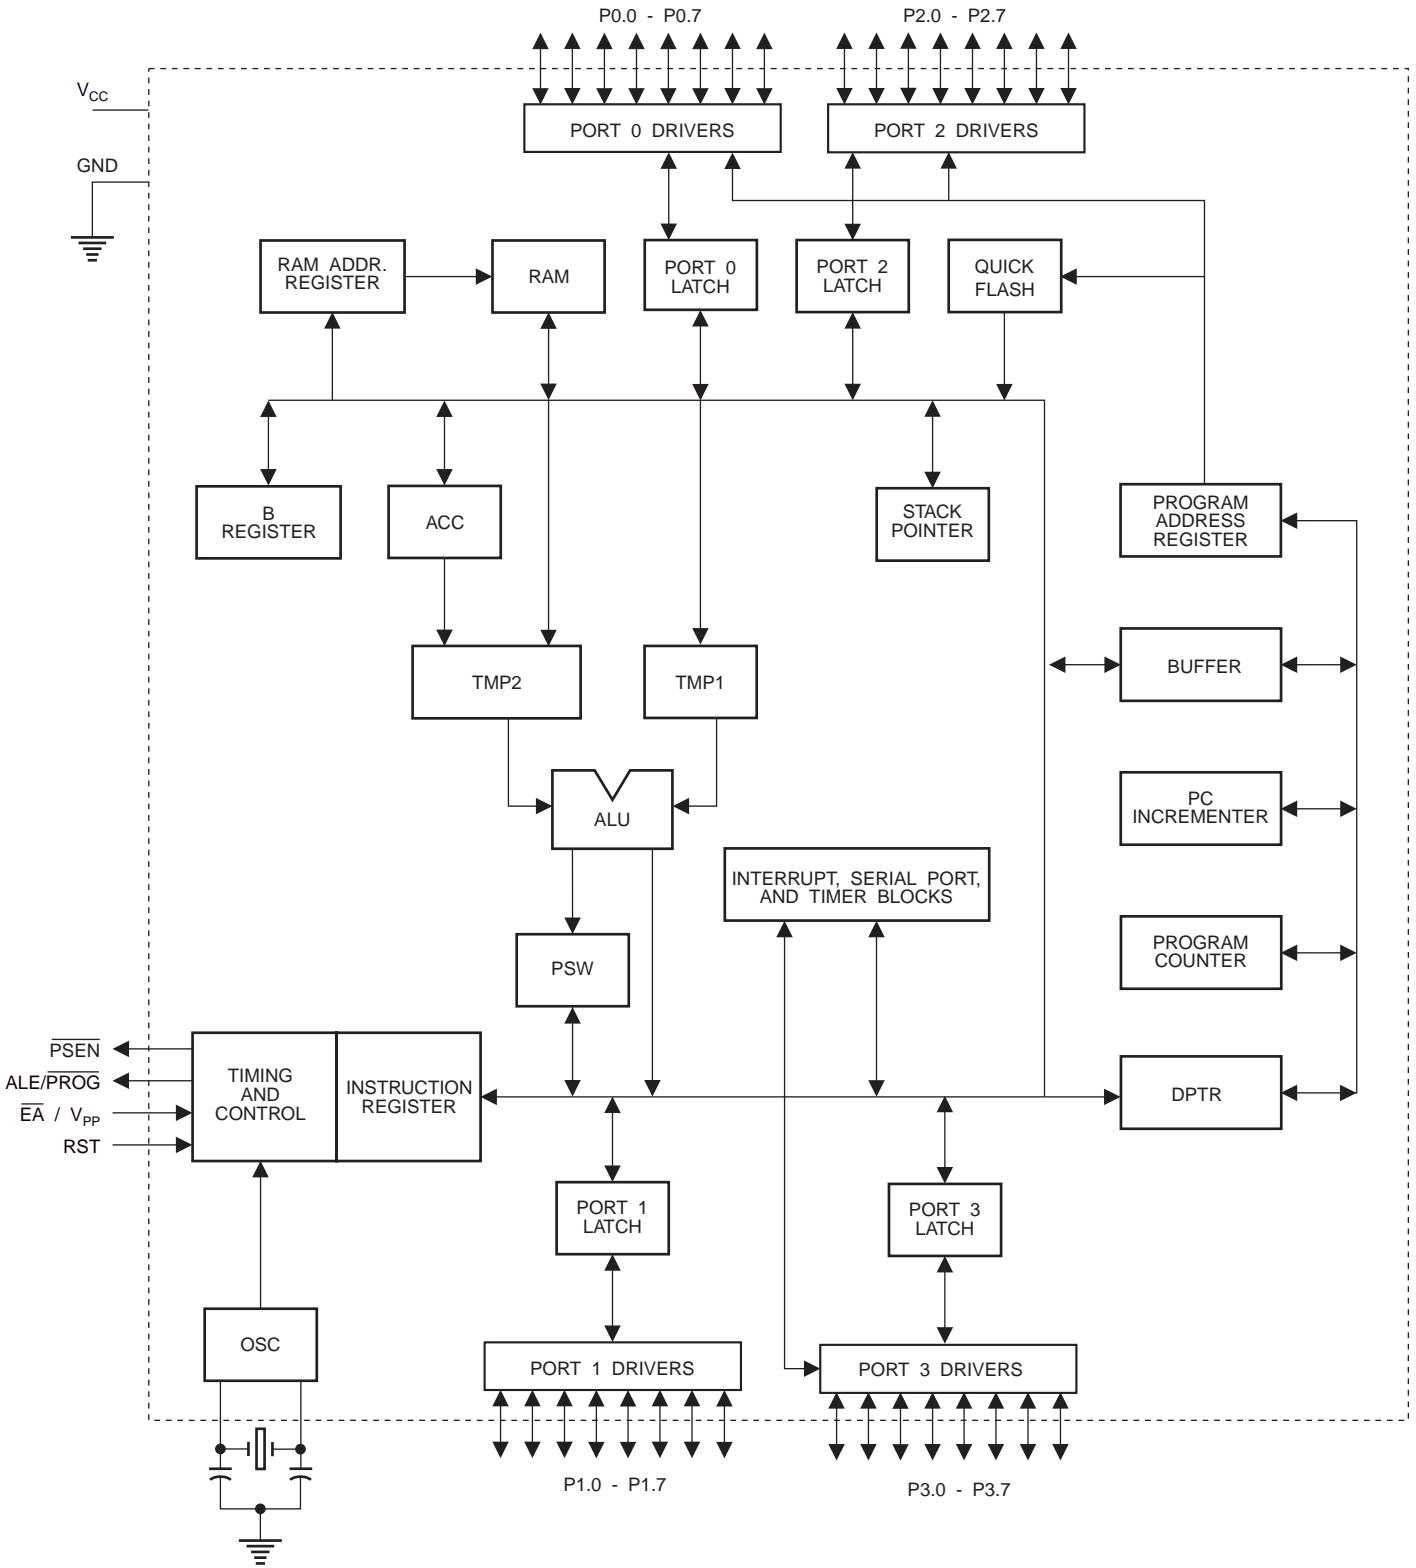 P0.0 - P0.7
P2.0 - P2.7
VCC
PORT 0 DRIVERS
PORT 2 DRIVERS
GND
RAM ADDR.
REGISTER
RAM
PORT 0
LATCH
PORT 2
LATCH
QUICK
FLASH
B
REGISTER
ACC
STACK
POINTER
PROGRAM
ADDRESS
REGISTER
TMP2
TMP1
BUFFER
ALU
PC
INCREMENTER
INTERRUPT, SERIAL PORT,
AND TIMER BLOCKS
PSW
PROGRAM
COUNTER
PSEN
ALE/PROG
EA / VPP
RST
TIMING
AND
CONTROL
INSTRUCTION
REGISTER
DPTR
PORT 1
LATCH
PORT 3
LATCH
OSC
PORT 1 DRIVERS
PORT 3 DRIVERS
P1.0 - P1.7
P3.0 - P3.7